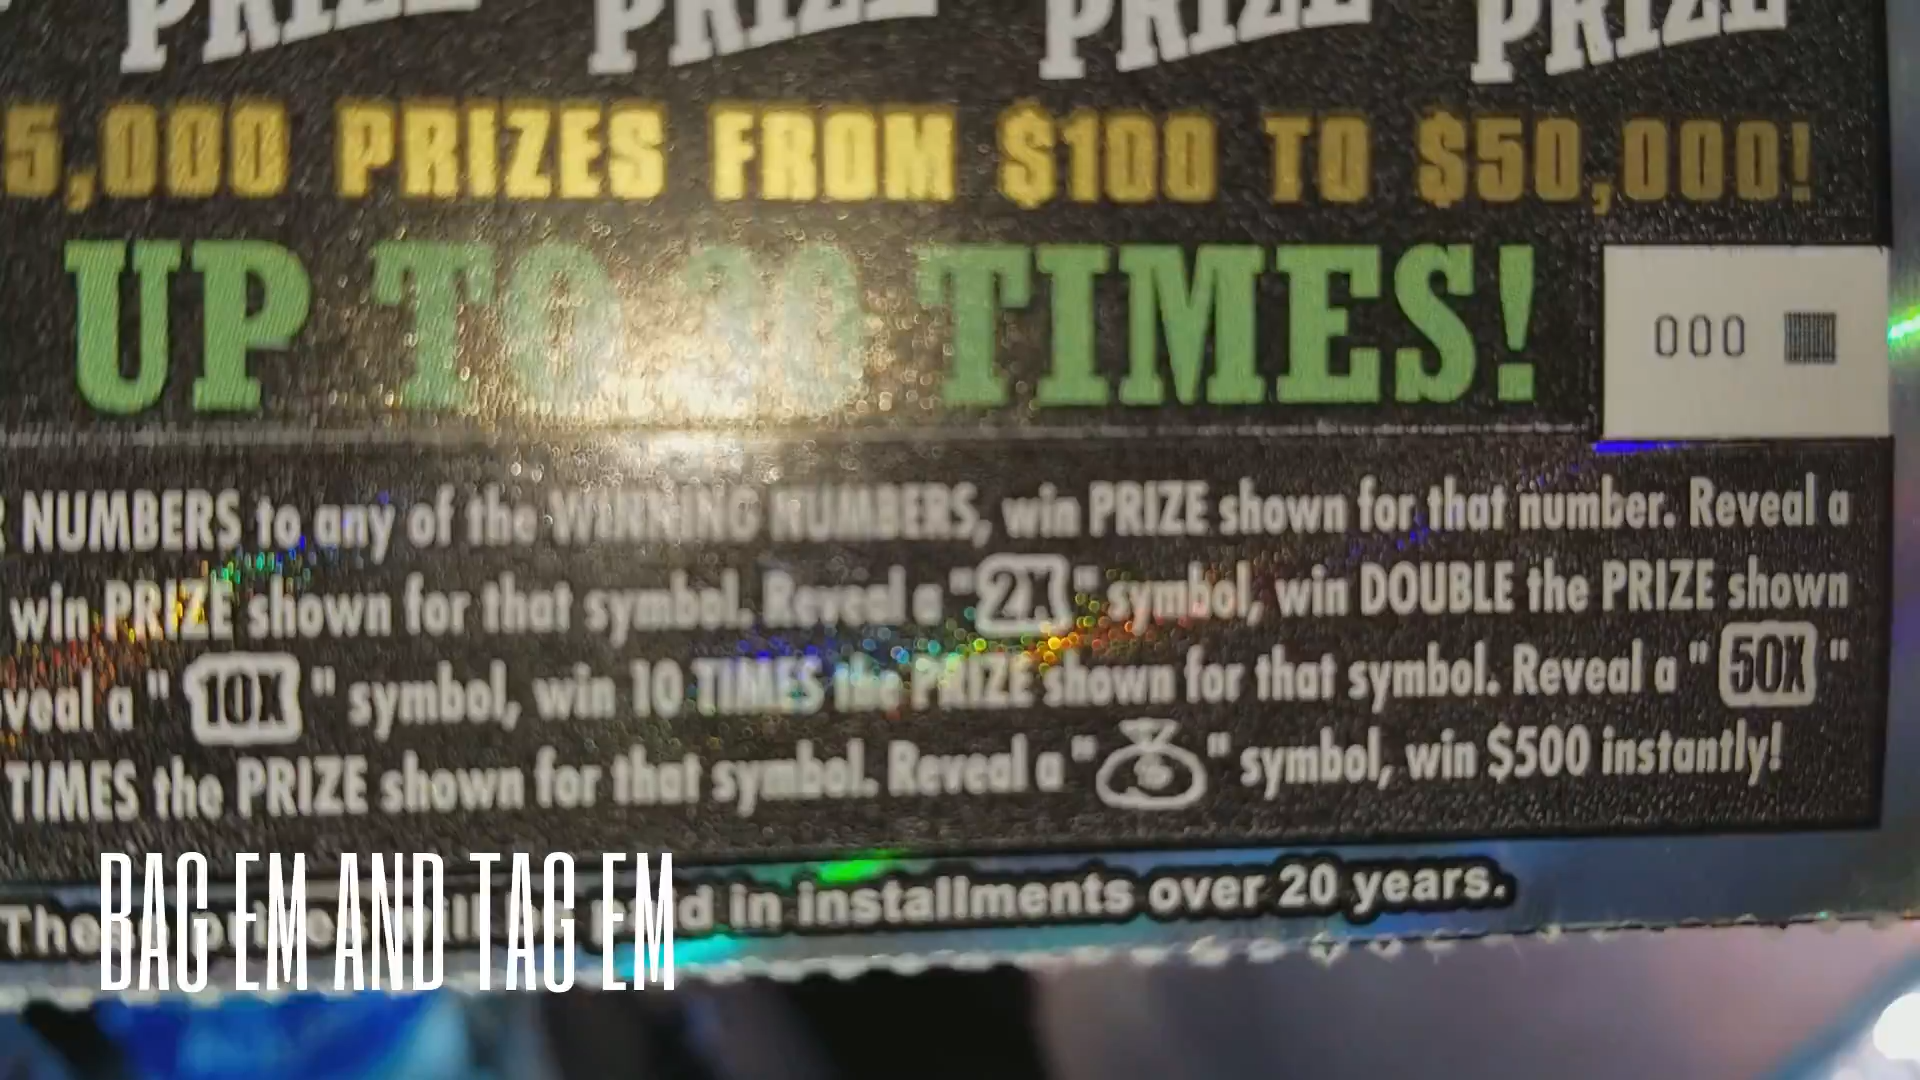 PRIZE PRIZE PRIZE PRIZE
5,000 PRIZES FROM $100 TO $50,000!
UP TO 30 TIMES!
000
NUMBERS to any of the WINNING NUMBERS, win PRIZE shown for that number. Reveal a
win PRIZE shown for that symbol. Reveal a "2X" symbol, win DOUBLE the PRIZE shown
veal a "10X" symbol, win 10 TIMES the PRIZE shown for that symbol. Reveal a "50X"
TIMES the PRIZE shown for that symbol. Reveal a " " symbol, win $500 instantly!
in installments over 20 years.
BAG EM AND TAG EM